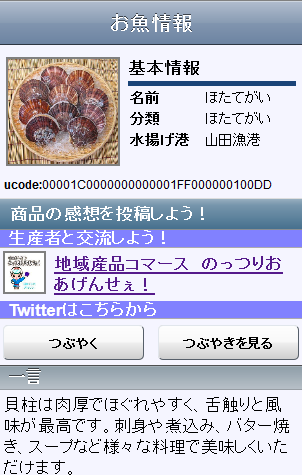 お魚情報
基本情報
名前 ほたてがい
分類 ほたてがい
水揚げ港 山田漁港
ucode:00001C0000000000001FF000000100DD
商品の感想を投稿しよう！
生産者と交流しよう！
地域産品コマース のっつりお
あげんせぇ！
Twitterはこちらから
つぶやく つぶやきを見る
一言
貝柱は肉厚でほぐれやすく、舌触りと風
味が最高です。刺身や煮込み、バター焼
き、スープなど様々な料理で美味しくいた
だけます。